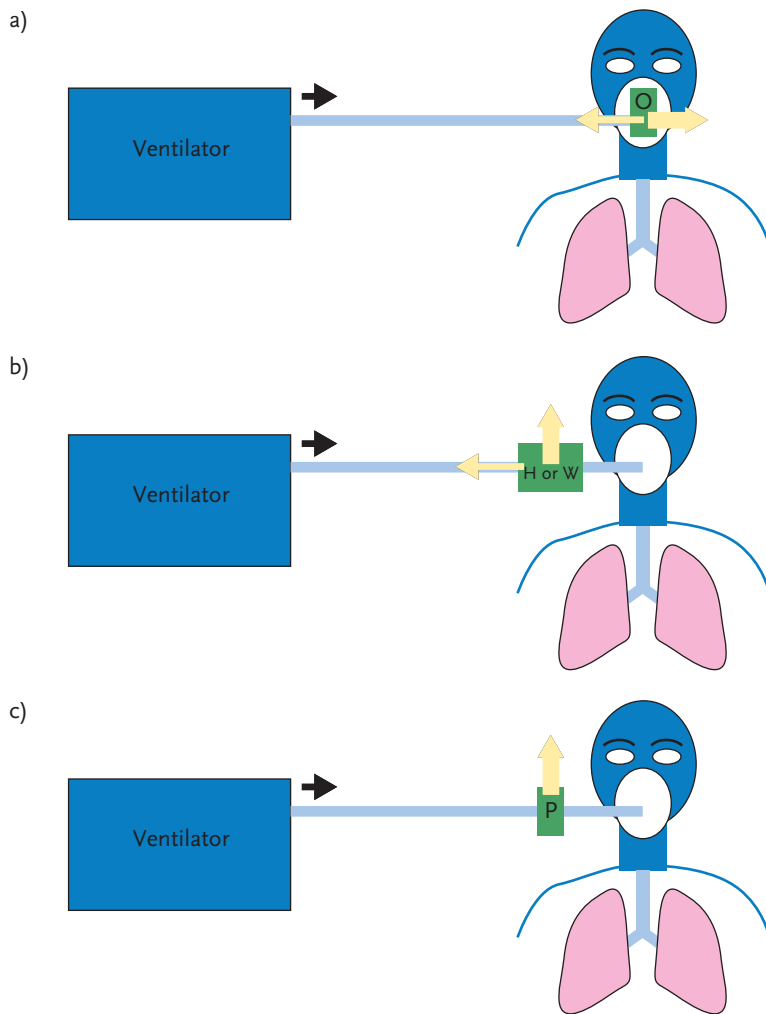 a)
O
Ventilator
b)
H or W
Ventilator
c)
P
Ventilator